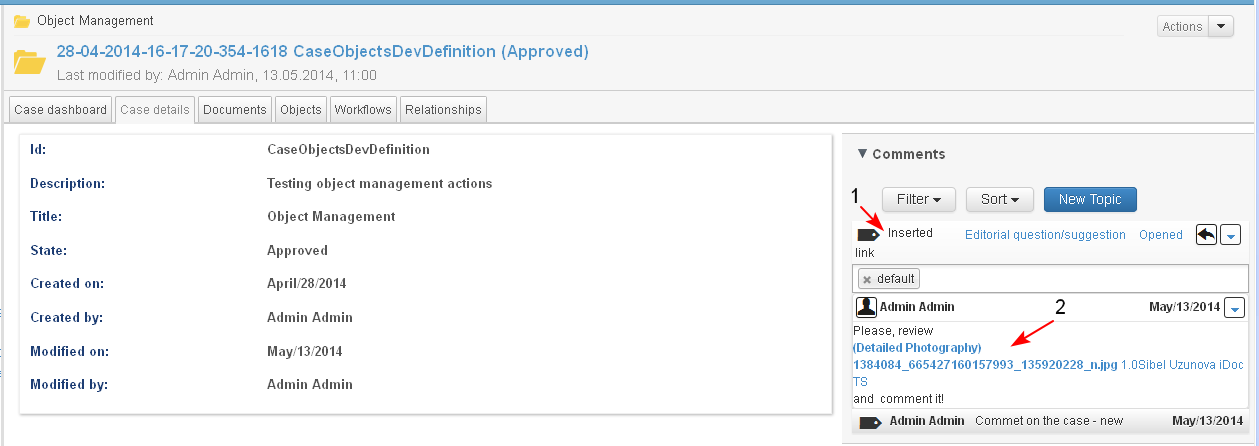 Object Management
Actions
28-04-2014-16-17-20-354-1618 CaseObjectsDevDefinition (Approved)
Last modified by: Admin Admin, 13.05.2014, 11:00
Case dashboard Case details Documents Objects Workflows Relationships
Id: CaseObjectsDevDefinition
Description: Testing object management actions
Title: Object Management
State: Approved
Created on: April/28/2014
Created by: Admin Admin
Modified on: May/13/2014
Modified by: Admin Admin
Comments
1
Filter Sort New Topic
Inserted Editorial question/suggestion Opened
link
default
Admin Admin May/13/2014
2
Please, review
(Detailed Photography)
1384084_665427160157993_135920228_n.jpg 1.0Sibel Uzunova iDoc
TS
and comment it!
Admin Admin Commet on the case - new May/13/2014